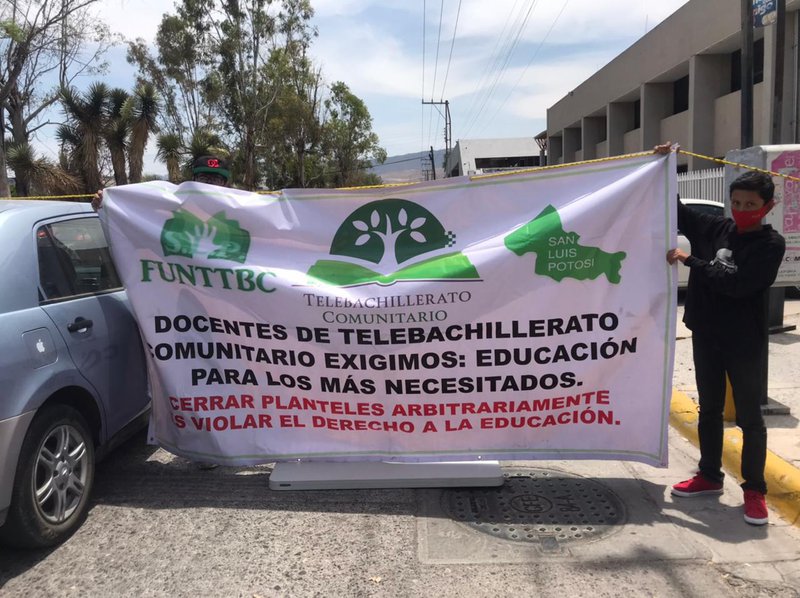 FUNTTBC
TELEBACHILLERATO
COMUNITARIO
SAN
LUIS
POTOSI
DOCENTES DE TELEBACHILLERATO
COMUNITARIO EXIGIMOS: EDUCACIÓN
PARA LOS MÁS NECESITADOS.
CERRAR PLANTELES ARBITRARIAMENTE
ES VIOLAR EL DERECHO A LA EDUCACIÓN.